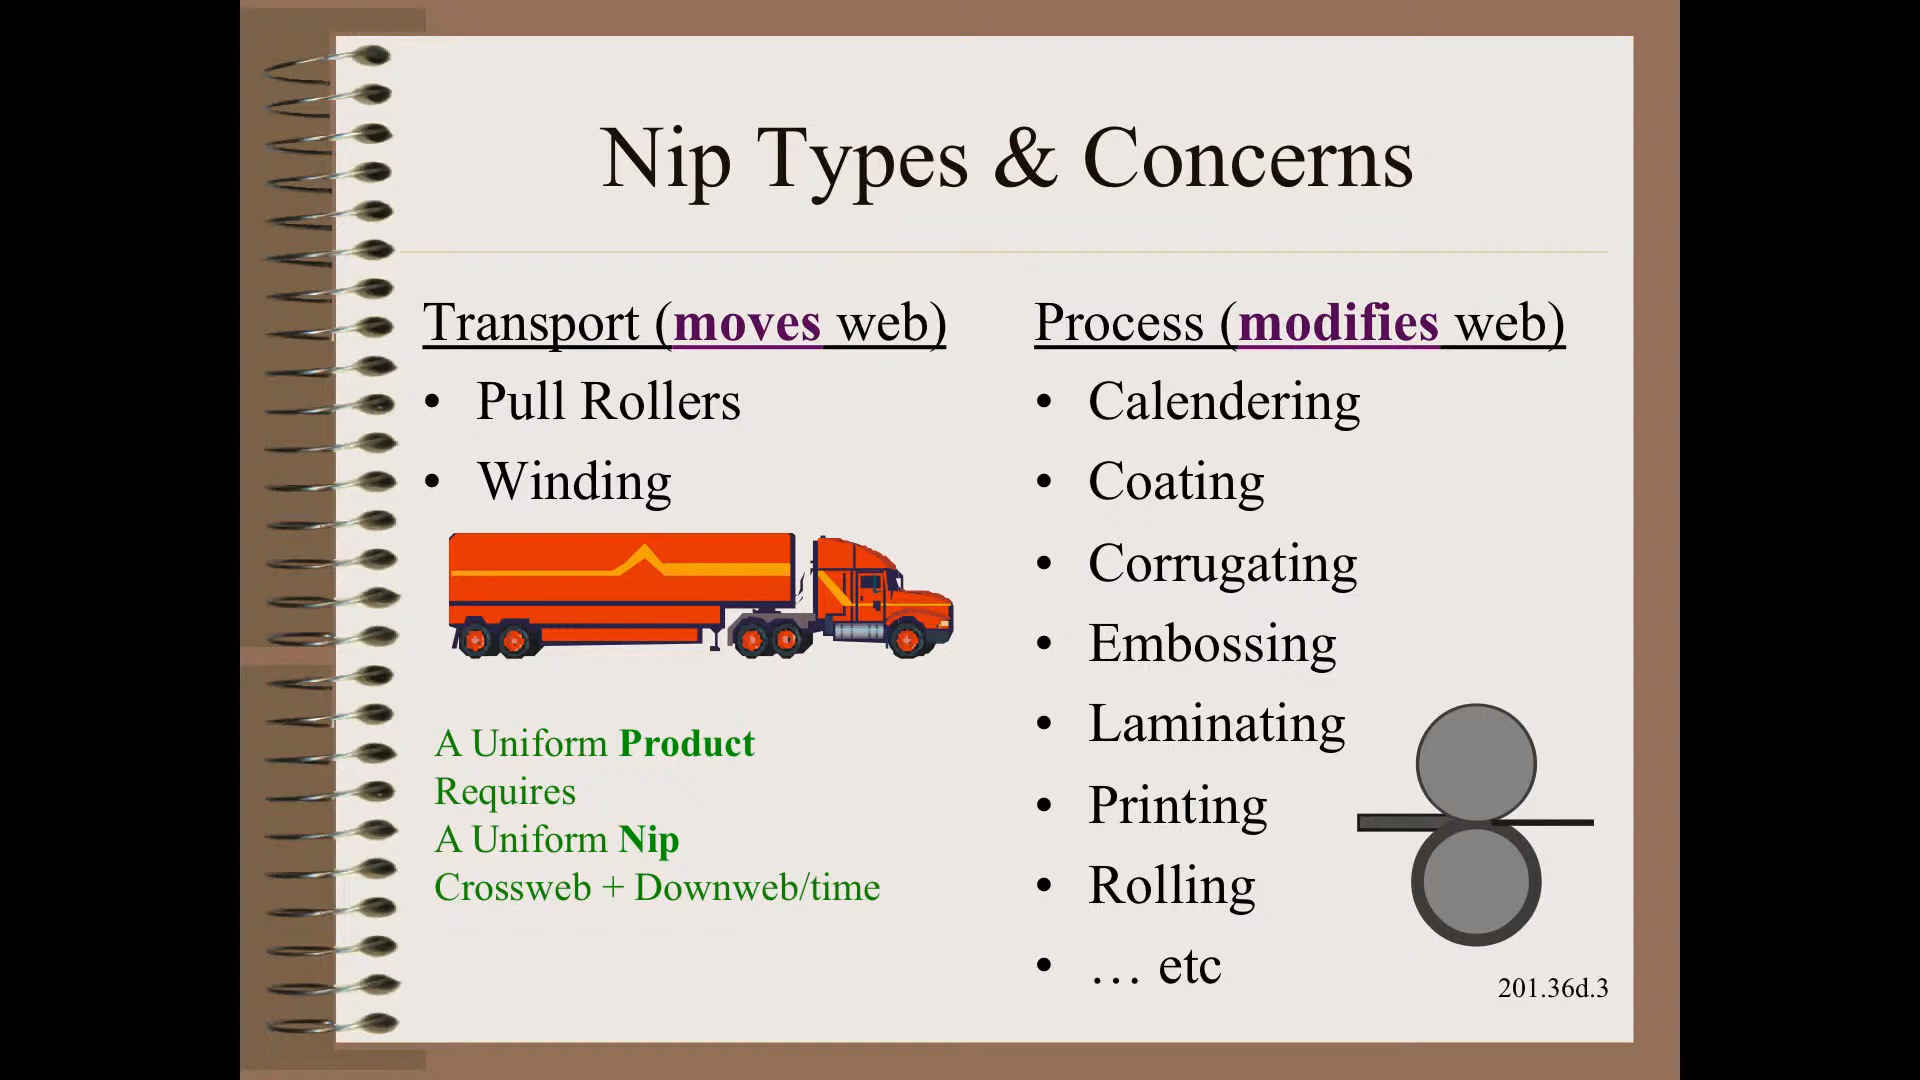 Nip Types & Concerns
Transport (moves web)
• Pull Rollers
• Winding
A Uniform Product
Requires
A Uniform Nip
Crossweb + Downweb/time
Process (modifies web)
• Calendering
• Coating
• Corrugating
• Embossing
• Laminating
• Printing
• Rolling
• … etc
201.36d.3